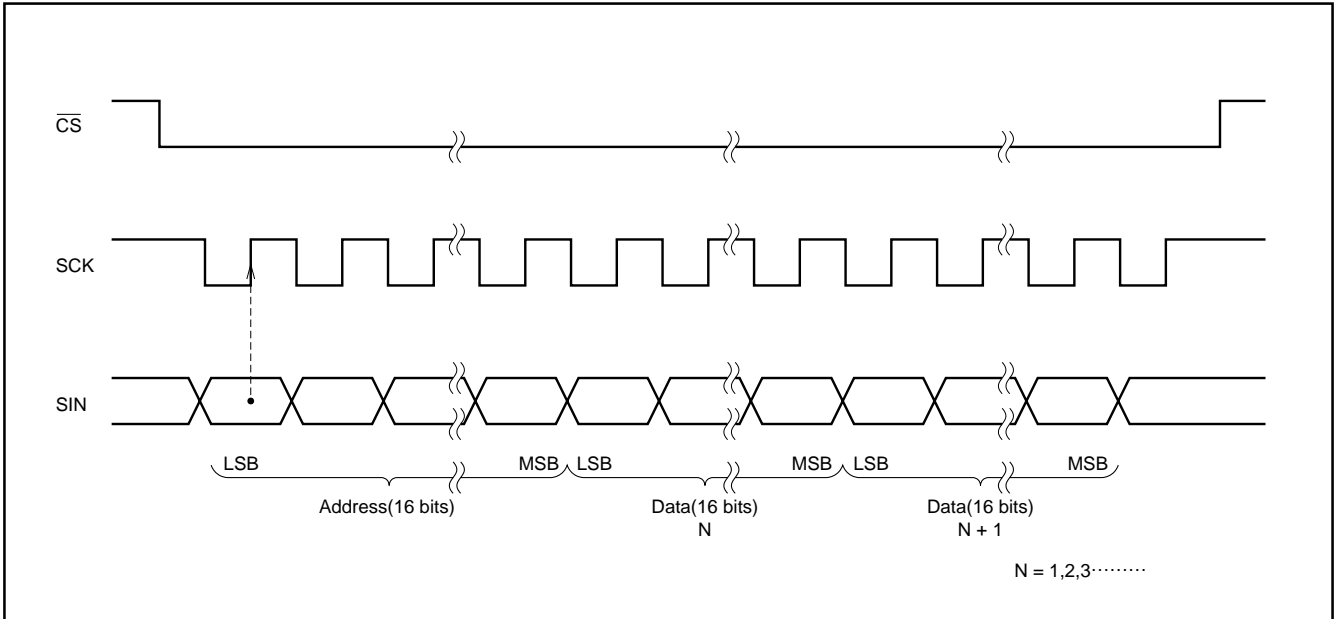 CS
SCK
SIN
LSB MSB LSB MSB LSB MSB
Address(16 bits) Data(16 bits) Data(16 bits)
N N + 1
N = 1,2,3·········